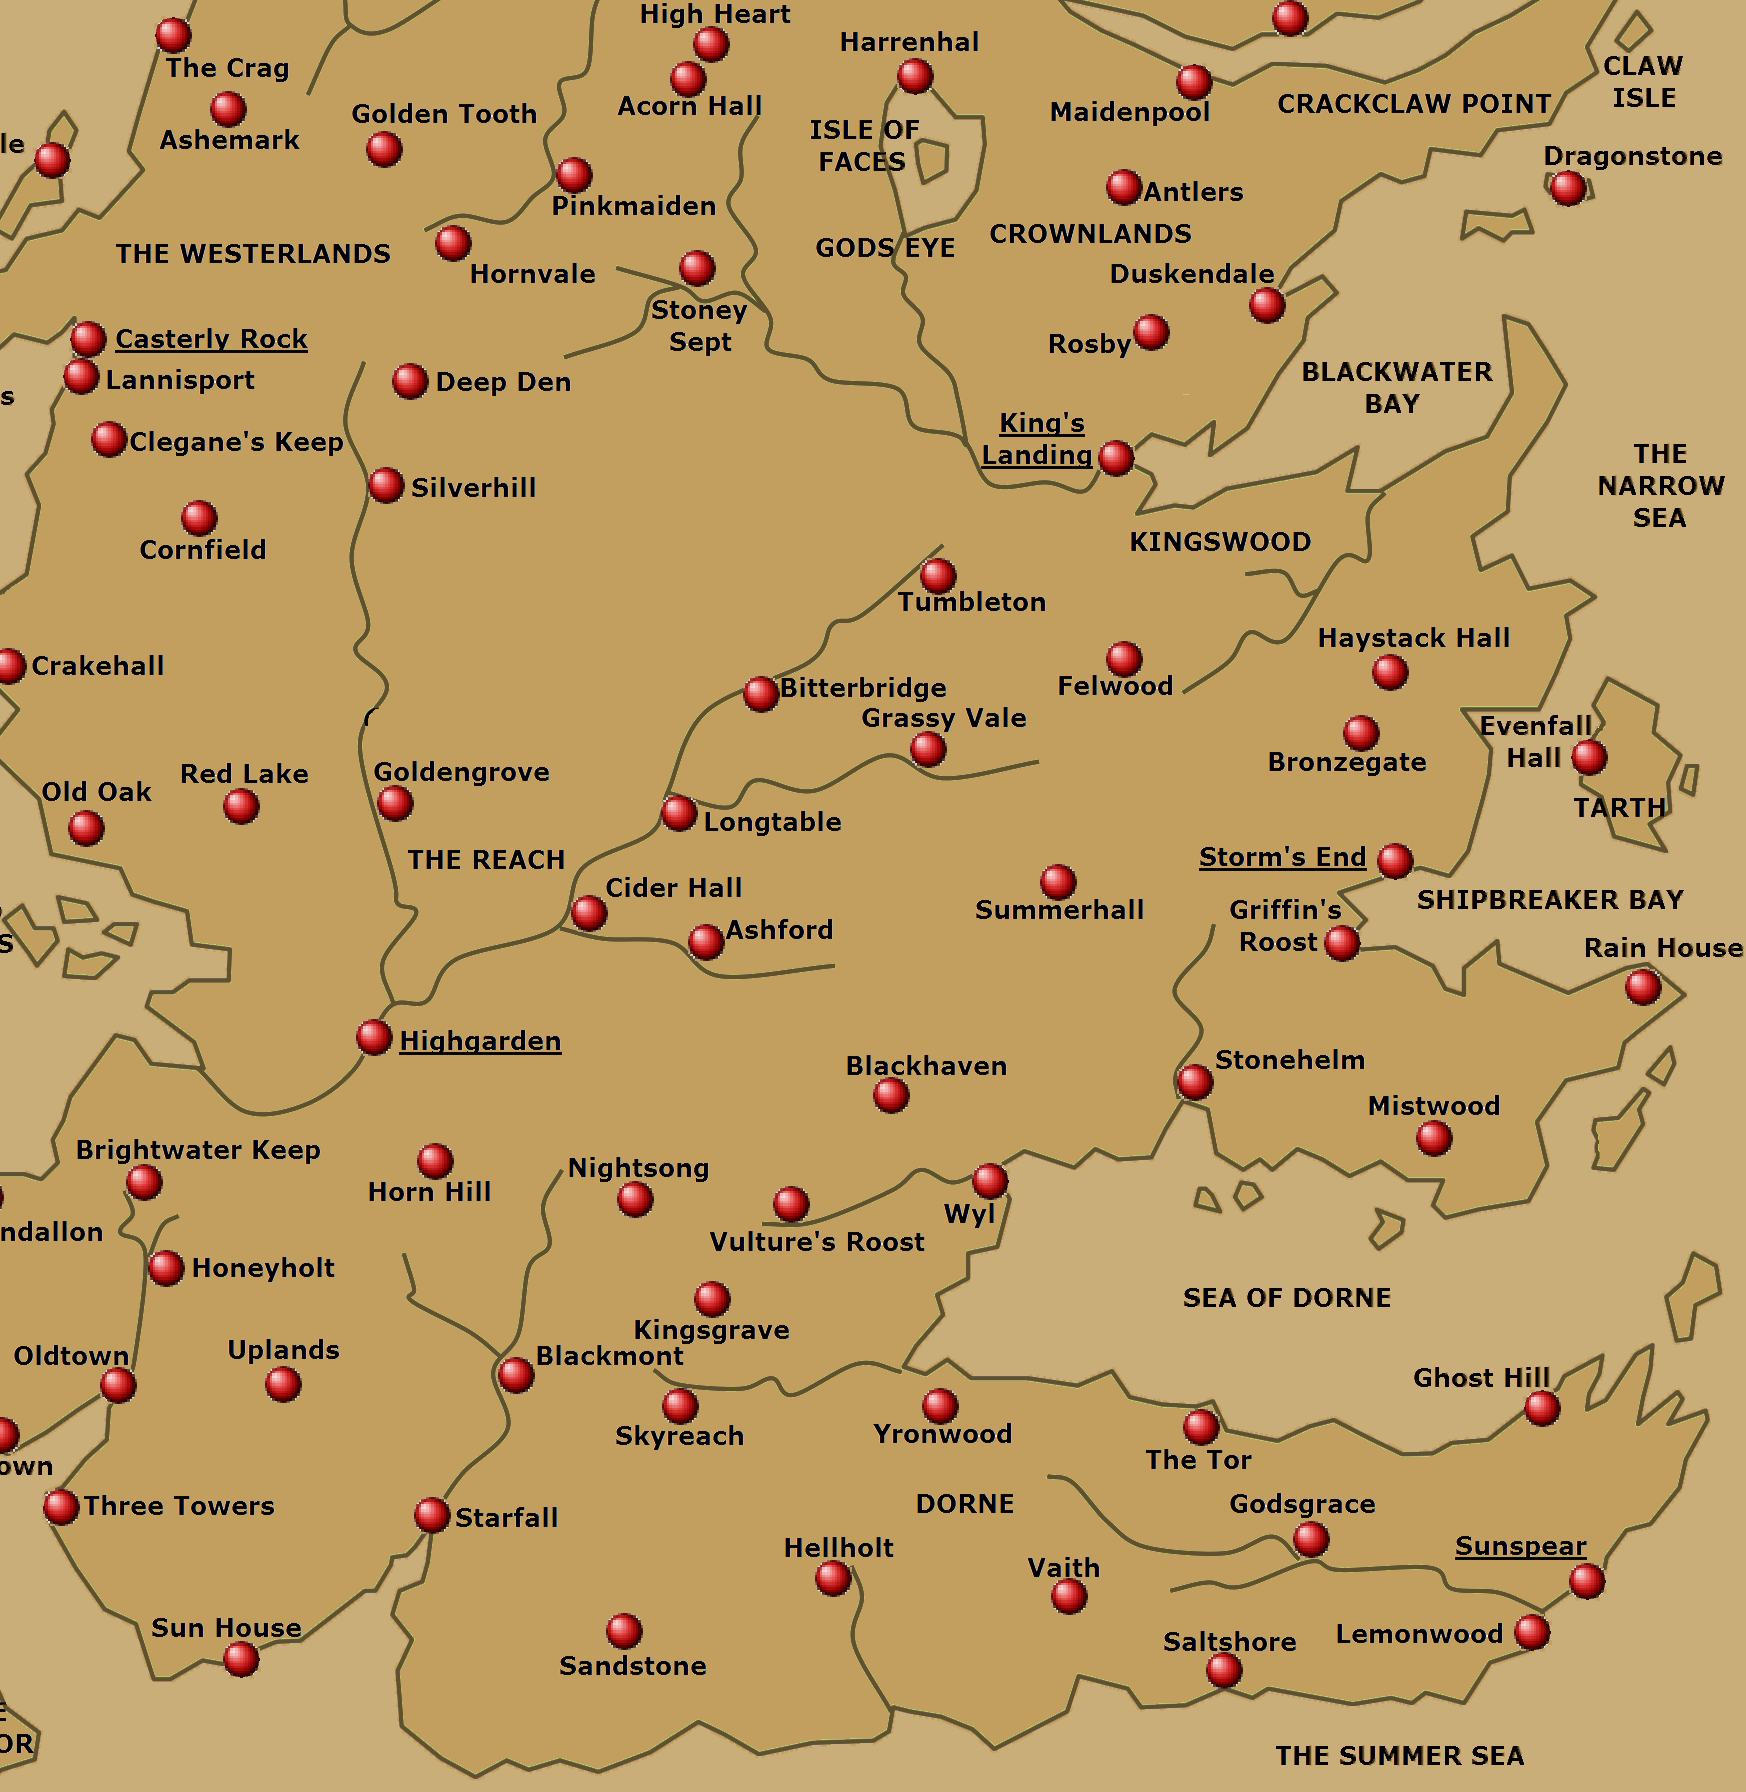 High Heart
Harrenhal
The Crag
CLAW
ISLE
Acorn Hall
CRACKCLAW POINT
Golden Tooth
Maidenpool
ISLE OF
FACES
Ashemark
le
Dragonstone
Antlers
Pinkmaiden
CROWNLANDS
GODS EYE
THE WESTERLANDS
Hornvale
Duskendale
Stoney
Sept
Casterly Rock
Rosby
BLACKWATER
BAY
Lannisport
Deep Den
s
King's
Landing
Clegane's Keep
THE
NARROW
SEA
Silverhill
Cornfield
KINGSWOOD
Tumbleton
Haystack Hall
Crakehall
Bitterbridge
Felwood
Grassy Vale
Evenfall
Hall
Bronzegate
Red Lake
Goldengrove
Old Oak
TARTH
Longtable
Storm's End
THE REACH
Cider Hall
SHIPBREAKER BAY
Summerhall
Griffin's
Roost
Ashford
S
Rain House
Highgarden
Blackhaven
Stonehelm
Mistwood
Brightwater Keep
Nightsong
Horn Hill
Wyl
ndallon
Vulture's Roost
Honeyholt
SEA OF DORNE
Kingsgrave
Uplands
Oldtown
Blackmont
Ghost Hill
Skyreach
Yronwood
The Tor
own
Three Towers
DORNE
Godsgrace
Starfall
Sunspear
Hellholt
Vaith
Sun House
Saltshore
Lemonwood
Sandstone
OR
THE SUMMER SEA